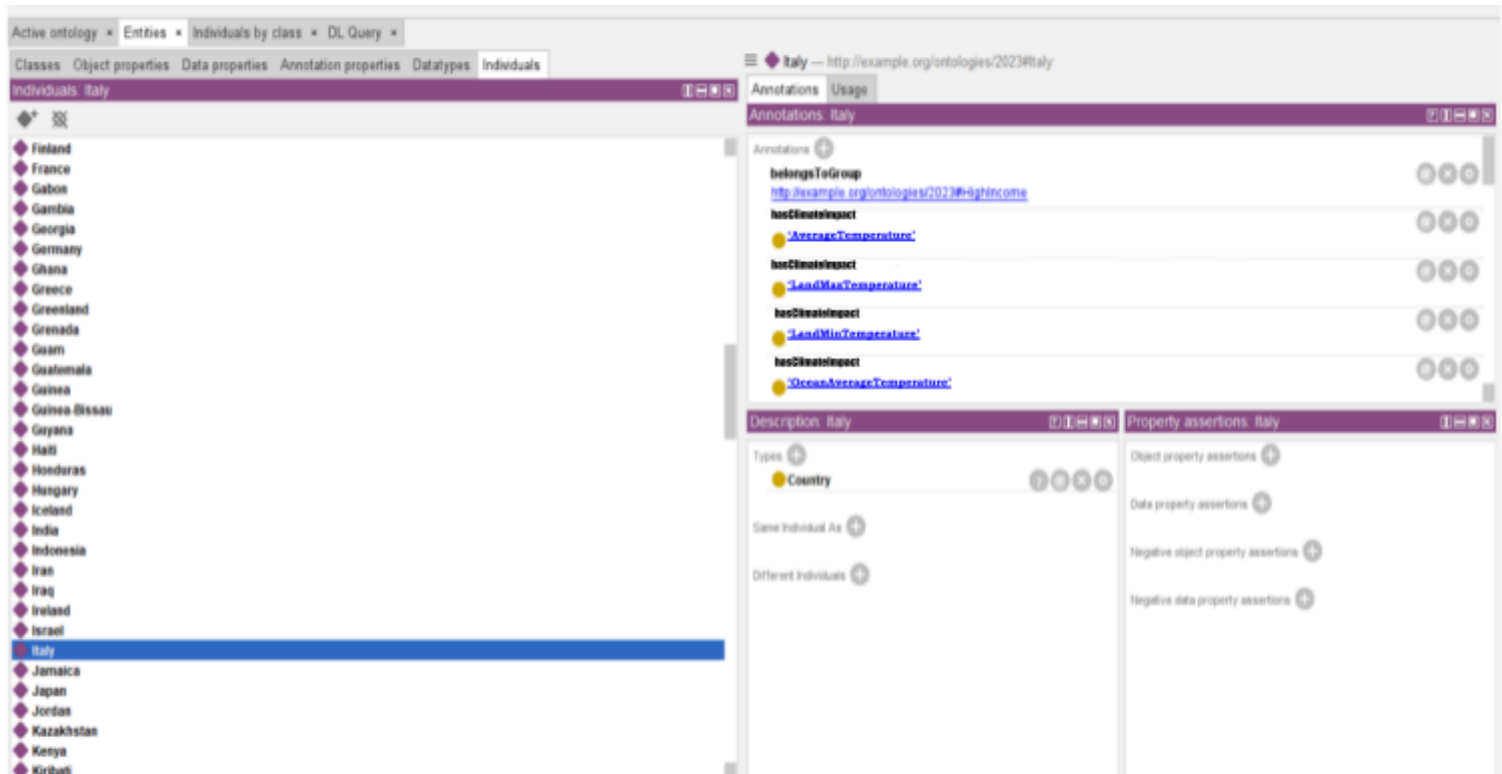 Active ontology × Entities × Individuals by class × DL Query ×
Classes Object properties Data properties Annotation properties Datatypes Individuals
Individuals: Italy
Finland
France
Gabon
Gambia
Georgia
Germany
Ghana
Greece
Greenland
Grenada
Guam
Guatemala
Guinea
Guinea-Bissau
Guyana
Haiti
Honduras
Hungary
Iceland
India
Indonesia
Iran
Iraq
Ireland
Israel
Italy
Jamaica
Japan
Jordan
Kazakhstan
Kenya
Kiribati
Italy — http://example.org/ontologies/2023#Italy
Annotations Usage
Annotations: Italy
Annotations
belongsToGroup
http://example.org/ontologies/2023#HighIncome
hasClimateImpact
'AverageTemperature'
hasClimateImpact
'LandMaxTemperature'
hasClimateImpact
'LandMinTemperature'
hasClimateImpact
'OceanAverageTemperature'
Description: Italy
Types
Country
Same Individual As
Different Individuals
Property assertions: Italy
Object property assertions
Data property assertions
Negative object property assertions
Negative data property assertions